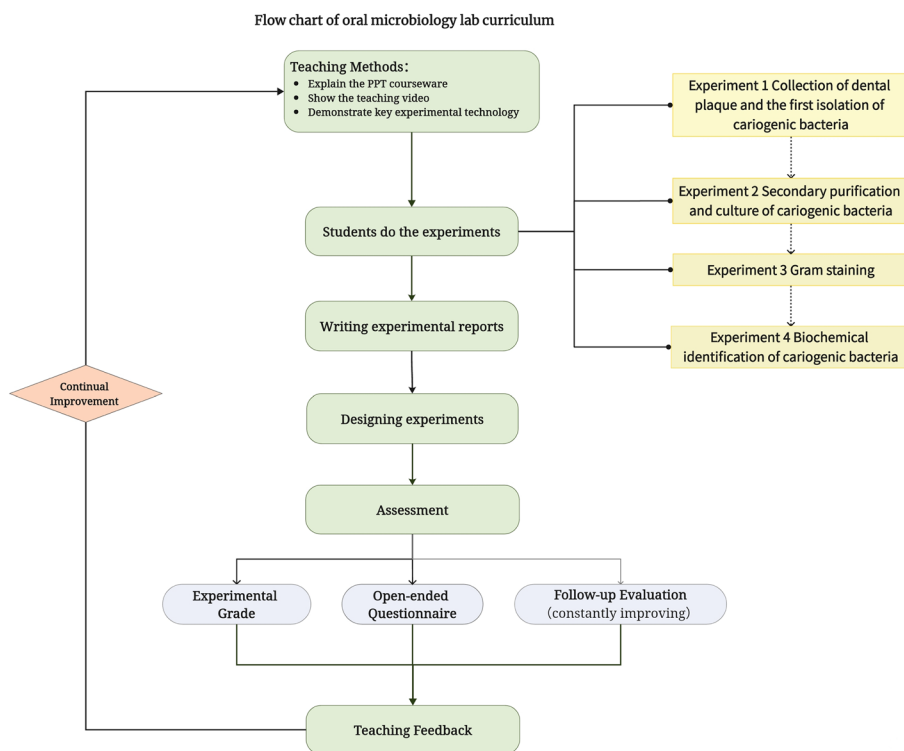 Flow chart of oral microbiology lab curriculum
Teaching Methods：
• Explain the PPT courseware
• Show the teaching video
• Demonstrate key experimental technology
Experiment 1 Collection of dental
plaque and the first isolation of
cariogenic bacteria
Experiment 2 Secondary purification
and culture of cariogenic bacteria
Students do the experiments
Experiment 3 Gram staining
Writing experimental reports
Experiment 4 Biochemical
identification of cariogenic bacteria
Continual
Improvement
Designing experiments
Assessment
Experimental
Grade
Open-ended
Questionnaire
Follow-up Evaluation
（constantly improving）
Teaching Feedback